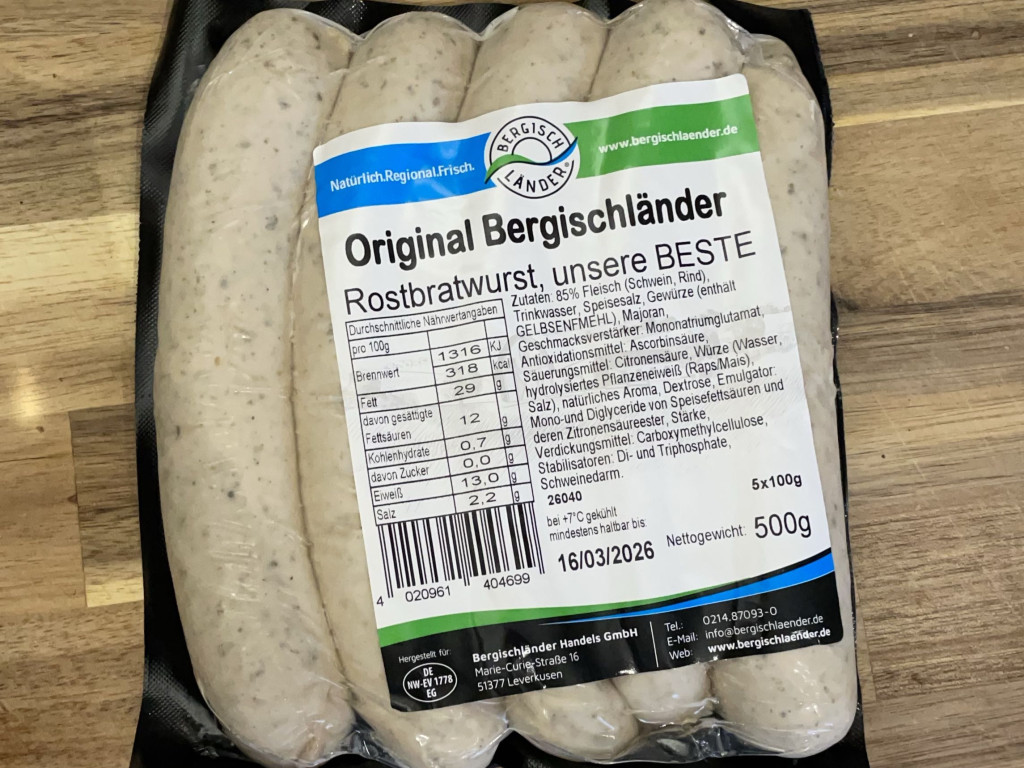 Natürlich.Regional.Frisch.
BERGISCH
LÄNDER®
www.bergischlaender.de
Original Bergischländer
Rostbratwurst, unsere BESTE
Durchschnittliche Nährwertangaben
pro 100g
Brennwert 1316 KJ
318 kcal
Fett 29 g
davon gesättigte
Fettsäuren 12 g
Kohlenhydrate 0,7 g
davon Zucker 0,0 g
Eiweiß 13,0 g
Salz 2,2 g
Zutaten: 85% Fleisch (Schwein, Rind),
Trinkwasser, Speisesalz, Gewürze (enthält
GELBSENFMEHL), Majoran,
Geschmacksverstärker: Mononatriumglutamat,
Antioxidationsmittel: Ascorbinsäure,
Säuerungsmittel: Citronensäure, Würze (Wasser,
hydrolysiertes Pflanzeneiweiß (Raps/Mais),
Salz), natürliches Aroma, Dextrose, Emulgator:
Mono-und Diglyceride von Speisefettsäuren und
deren Zitronensäureester, Stärke,
Verdickungsmittel: Carboxymethylcellulose,
Stabilisatoren: Di- und Triphosphate,
Schweinedarm.
26040
5x100g
bei +7°C gekühlt
mindestens haltbar bis:
16/03/2026
Nettogewicht: 500g
4 020961 404699
Hergestellt für:
DE
NW-EV 1778
EG
Bergischländer Handels GmbH
Marie-Curie-Straße 16
51377 Leverkusen
Tel.: 0214.87093-0
E-Mail: info@bergischlaender.de
Web: www.bergischlaender.de